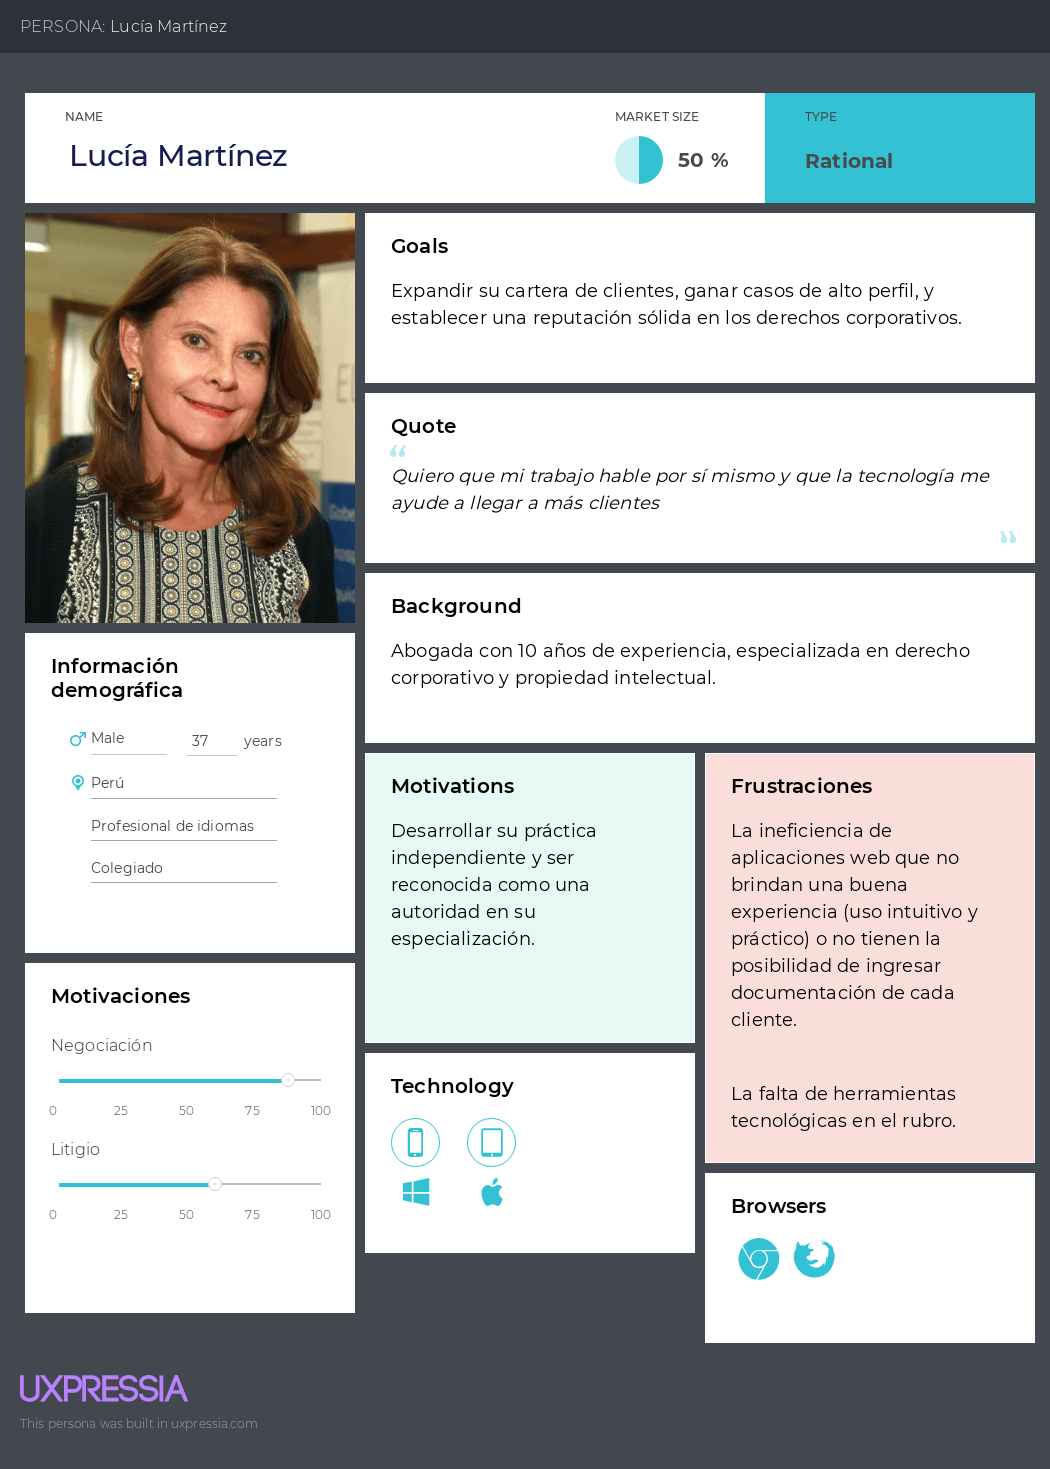 PERSONA: Lucía Martínez
NAME
Lucía Martínez
MARKET SIZE
50 %
TYPE
Rational
Goals
Expandir su cartera de clientes, ganar casos de alto perfil, y
establecer una reputación sólida en los derechos corporativos.
Quote
“
Quiero que mi trabajo hable por sí mismo y que la tecnología me
ayude a llegar a más clientes
”
Background
Abogada con 10 años de experiencia, especializada en derecho
corporativo y propiedad intelectual.
Información
demográfica
Male
37 years
Perú
Profesional de idiomas
Colegiado
Motivaciones
Negociación
0 25 50 75 100
Litigio
0 25 50 75 100
Motivations
Desarrollar su práctica
independiente y ser
reconocida como una
autoridad en su
especialización.
Frustraciones
La ineficiencia de
aplicaciones web que no
brindan una buena
experiencia (uso intuitivo y
práctico) o no tienen la
posibilidad de ingresar
documentación de cada
cliente.
La falta de herramientas
tecnológicas en el rubro.
Technology
Browsers
UXPRESSIA
This persona was built in uxpressia.com